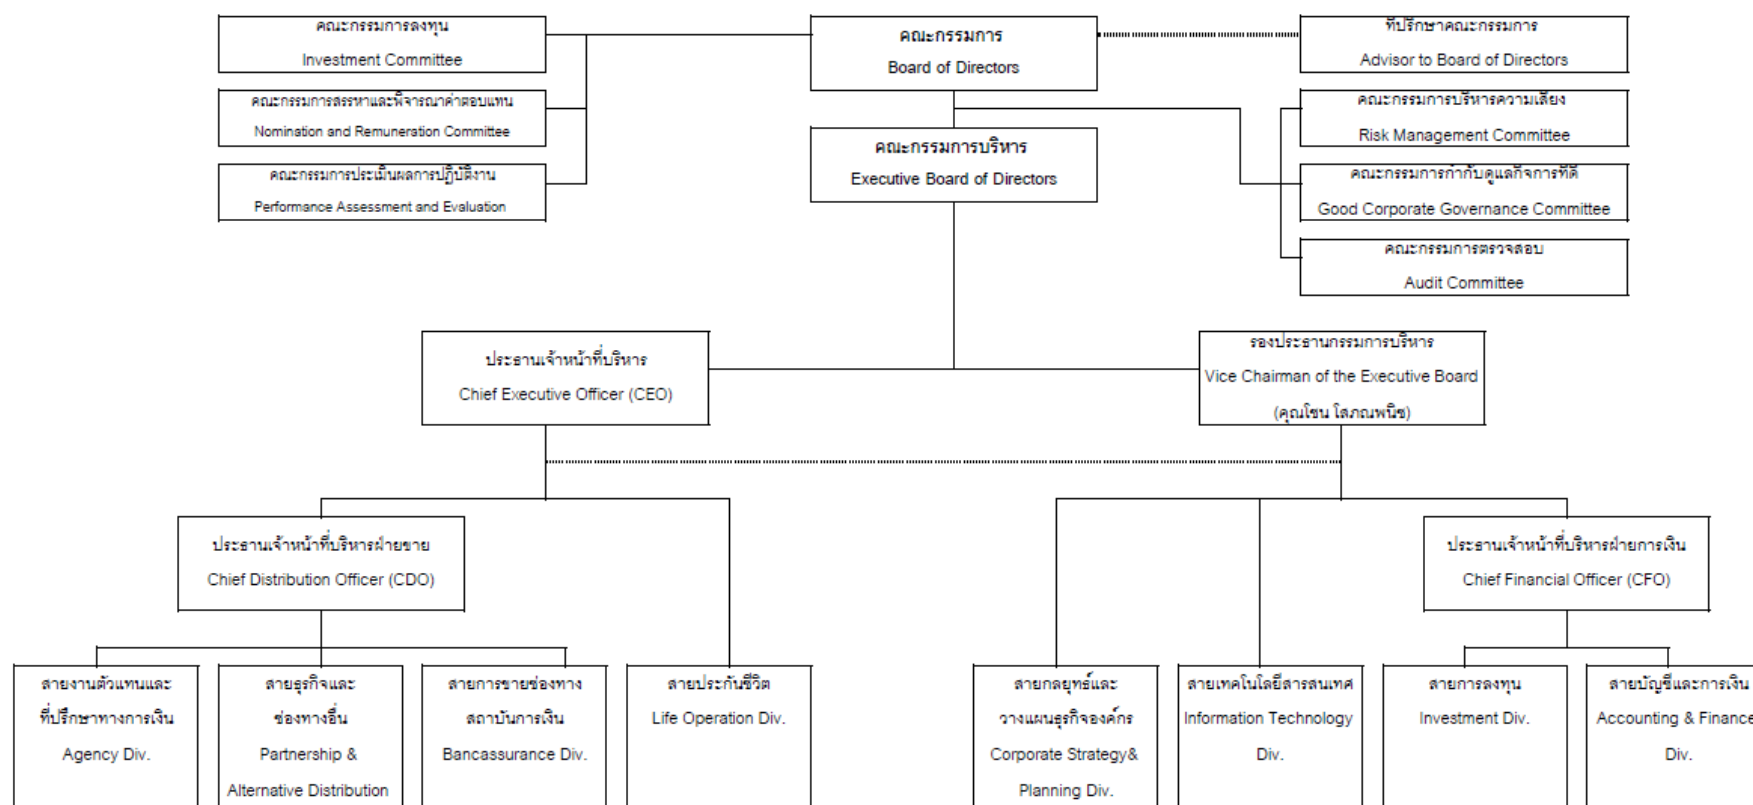 คณะกรรมการลงทุน
Investment Committee
คณะกรรมการ
Board of Directors
ที่ปรึกษาคณะกรรมการ
Advisor to Board of Directors
คณะกรรมการสรรหาและพิจารณาค่าตอบแทน
Nomination and Remuneration Committee
คณะกรรมการบริหารความเสี่ยง
Risk Management Committee
คณะกรรมการบริหาร
Executive Board of Directors
คณะกรรมการประเมินผลการปฏิบัติงาน
Performance Assessment and Evaluation
คณะกรรมการกำกับดูแลกิจการที่ดี
Good Corporate Governance Committee
คณะกรรมการตรวจสอบ
Audit Committee
ประธานเจ้าหน้าที่บริหาร
Chief Executive Officer (CEO)
รองประธานกรรมการบริหาร
Vice Chairman of the Executive Board
(คุณโชน โสภณพนิช)
ประธานเจ้าหน้าที่บริหารฝ่ายขาย
Chief Distribution Officer (CDO)
ประธานเจ้าหน้าที่บริหารฝ่ายการเงิน
Chief Financial Officer (CFO)
สายงานตัวแทนและ
ที่ปรึกษาทางการเงิน
Agency Div.
สายธุรกิจและ
ช่องทางอื่น
Partnership &
Alternative Distribution
สายการขายช่องทาง
สถาบันการเงิน
Bancassurance Div.
สายประกันชีวิต
Life Operation Div.
สายกลยุทธ์และ
วางแผนธุรกิจองค์กร
Corporate Strategy&
Planning Div.
สายเทคโนโลยีสารสนเทศ
Information Technology
Div.
สายการลงทุน
Investment Div.
สายบัญชีและการเงิน
Accounting & Finance
Div.